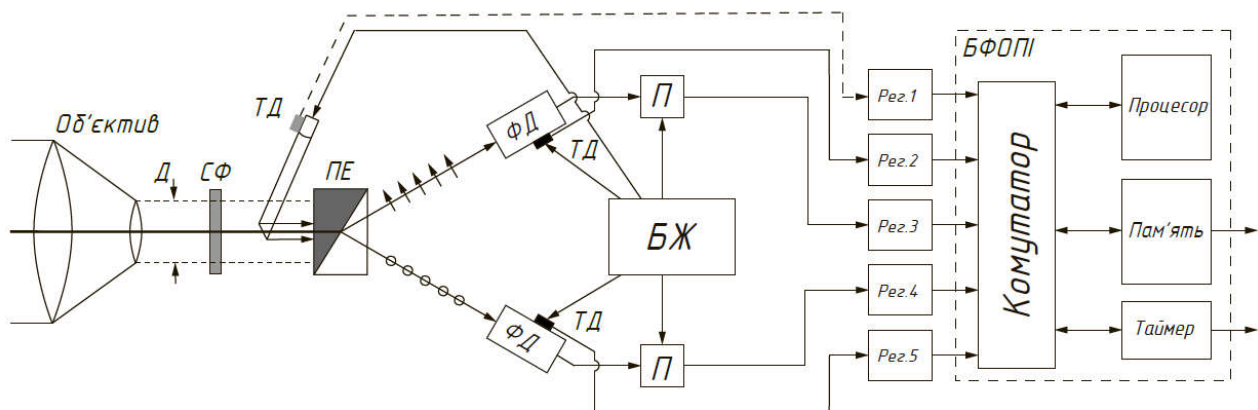 Об'єктив
Д
СФ
ТД
ПЕ
ФД
ТД
П
БЖ
ФД
ТД
П
Рег.1
Рег.2
Рег.3
Рег.4
Рег.5
БФОПІ
Комутатор
Процесор
Пам'ять
Таймер